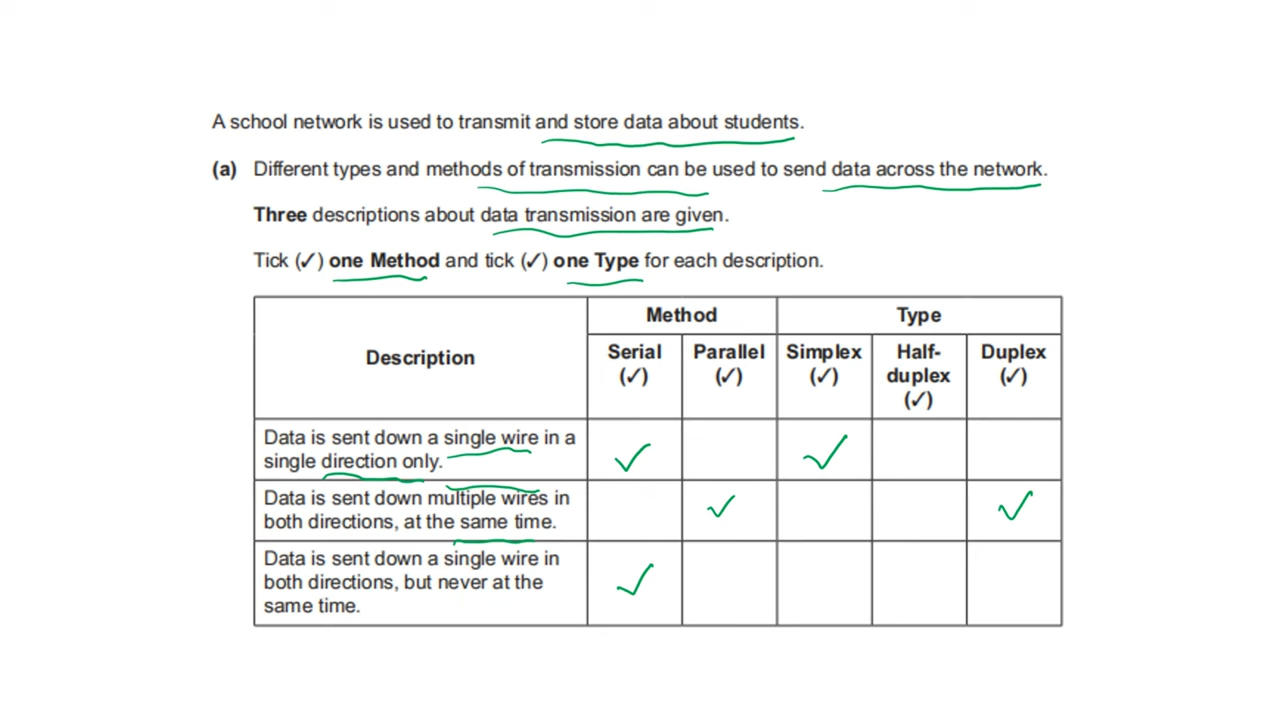 A school network is used to transmit and store data about students.
(a) Different types and methods of transmission can be used to send data across the network.
Three descriptions about data transmission are given.
Tick (✓) one Method and tick (✓) one Type for each description.
Description
Method
Type
Serial
(✓)
Parallel
(✓)
Simplex
(✓)
Half-
duplex
(✓)
Duplex
(✓)
Data is sent down a single wire in a
single direction only.
✓
✓
Data is sent down multiple wires in
both directions, at the same time.
✓
✓
Data is sent down a single wire in
both directions, but never at the
same time.
✓